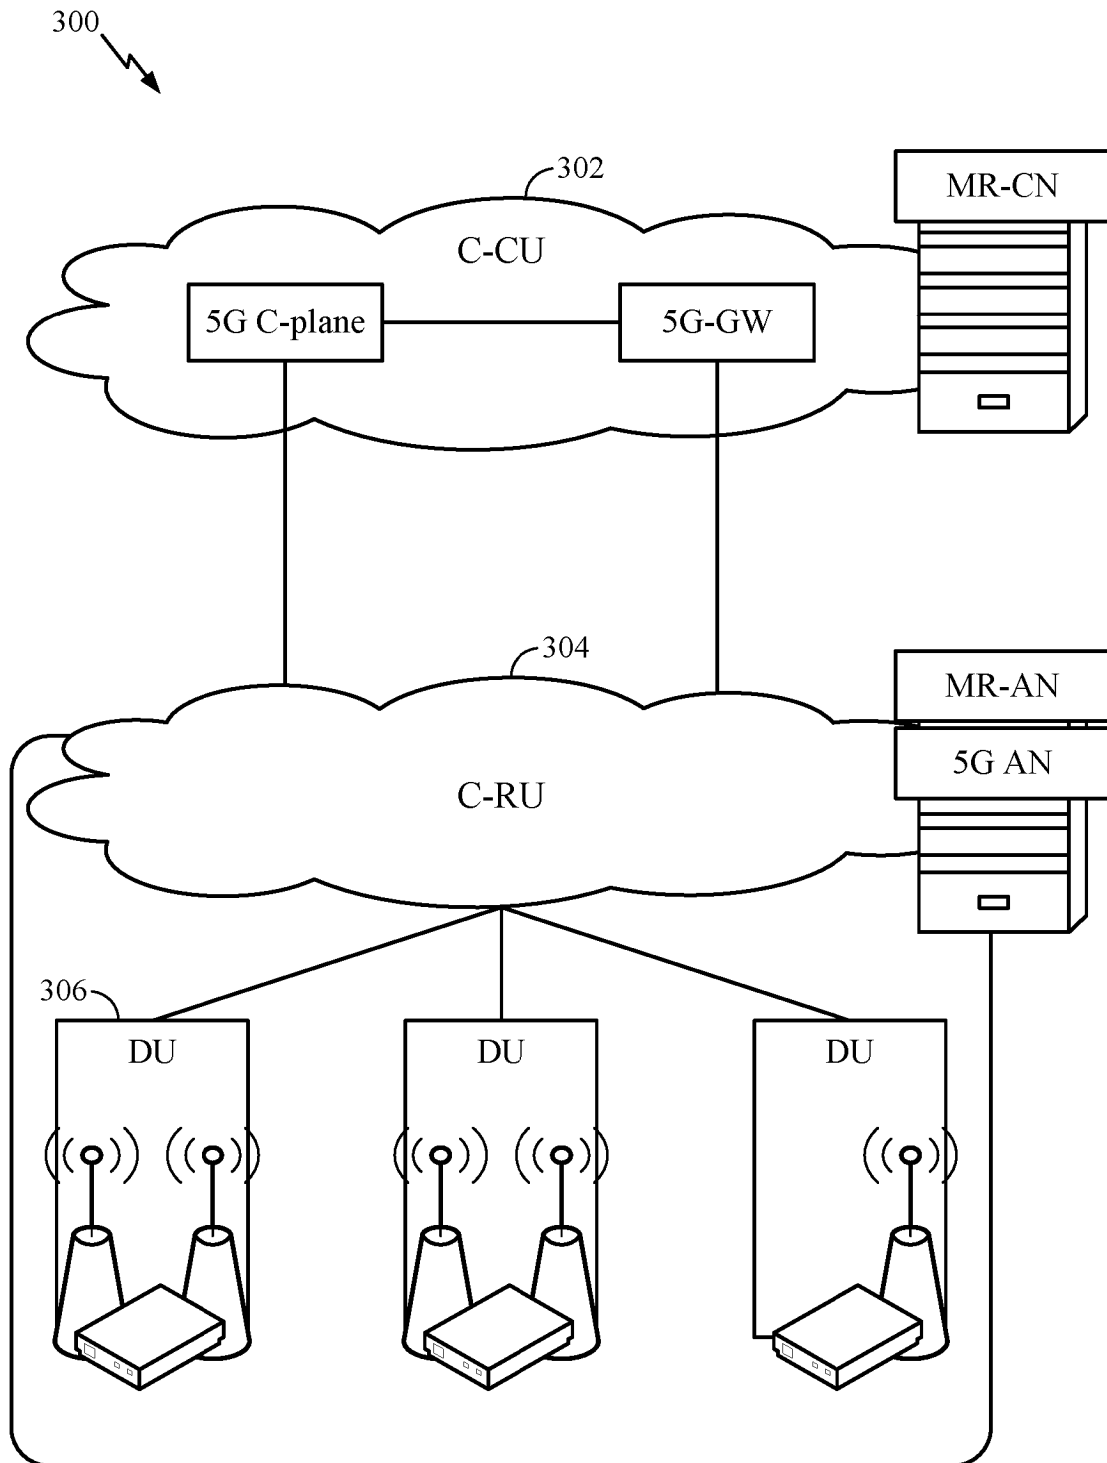 300
302
MR-CN
C-CU
5G C-plane
5G-GW
304
MR-AN
5G AN
C-RU
306
DU
DU
DU